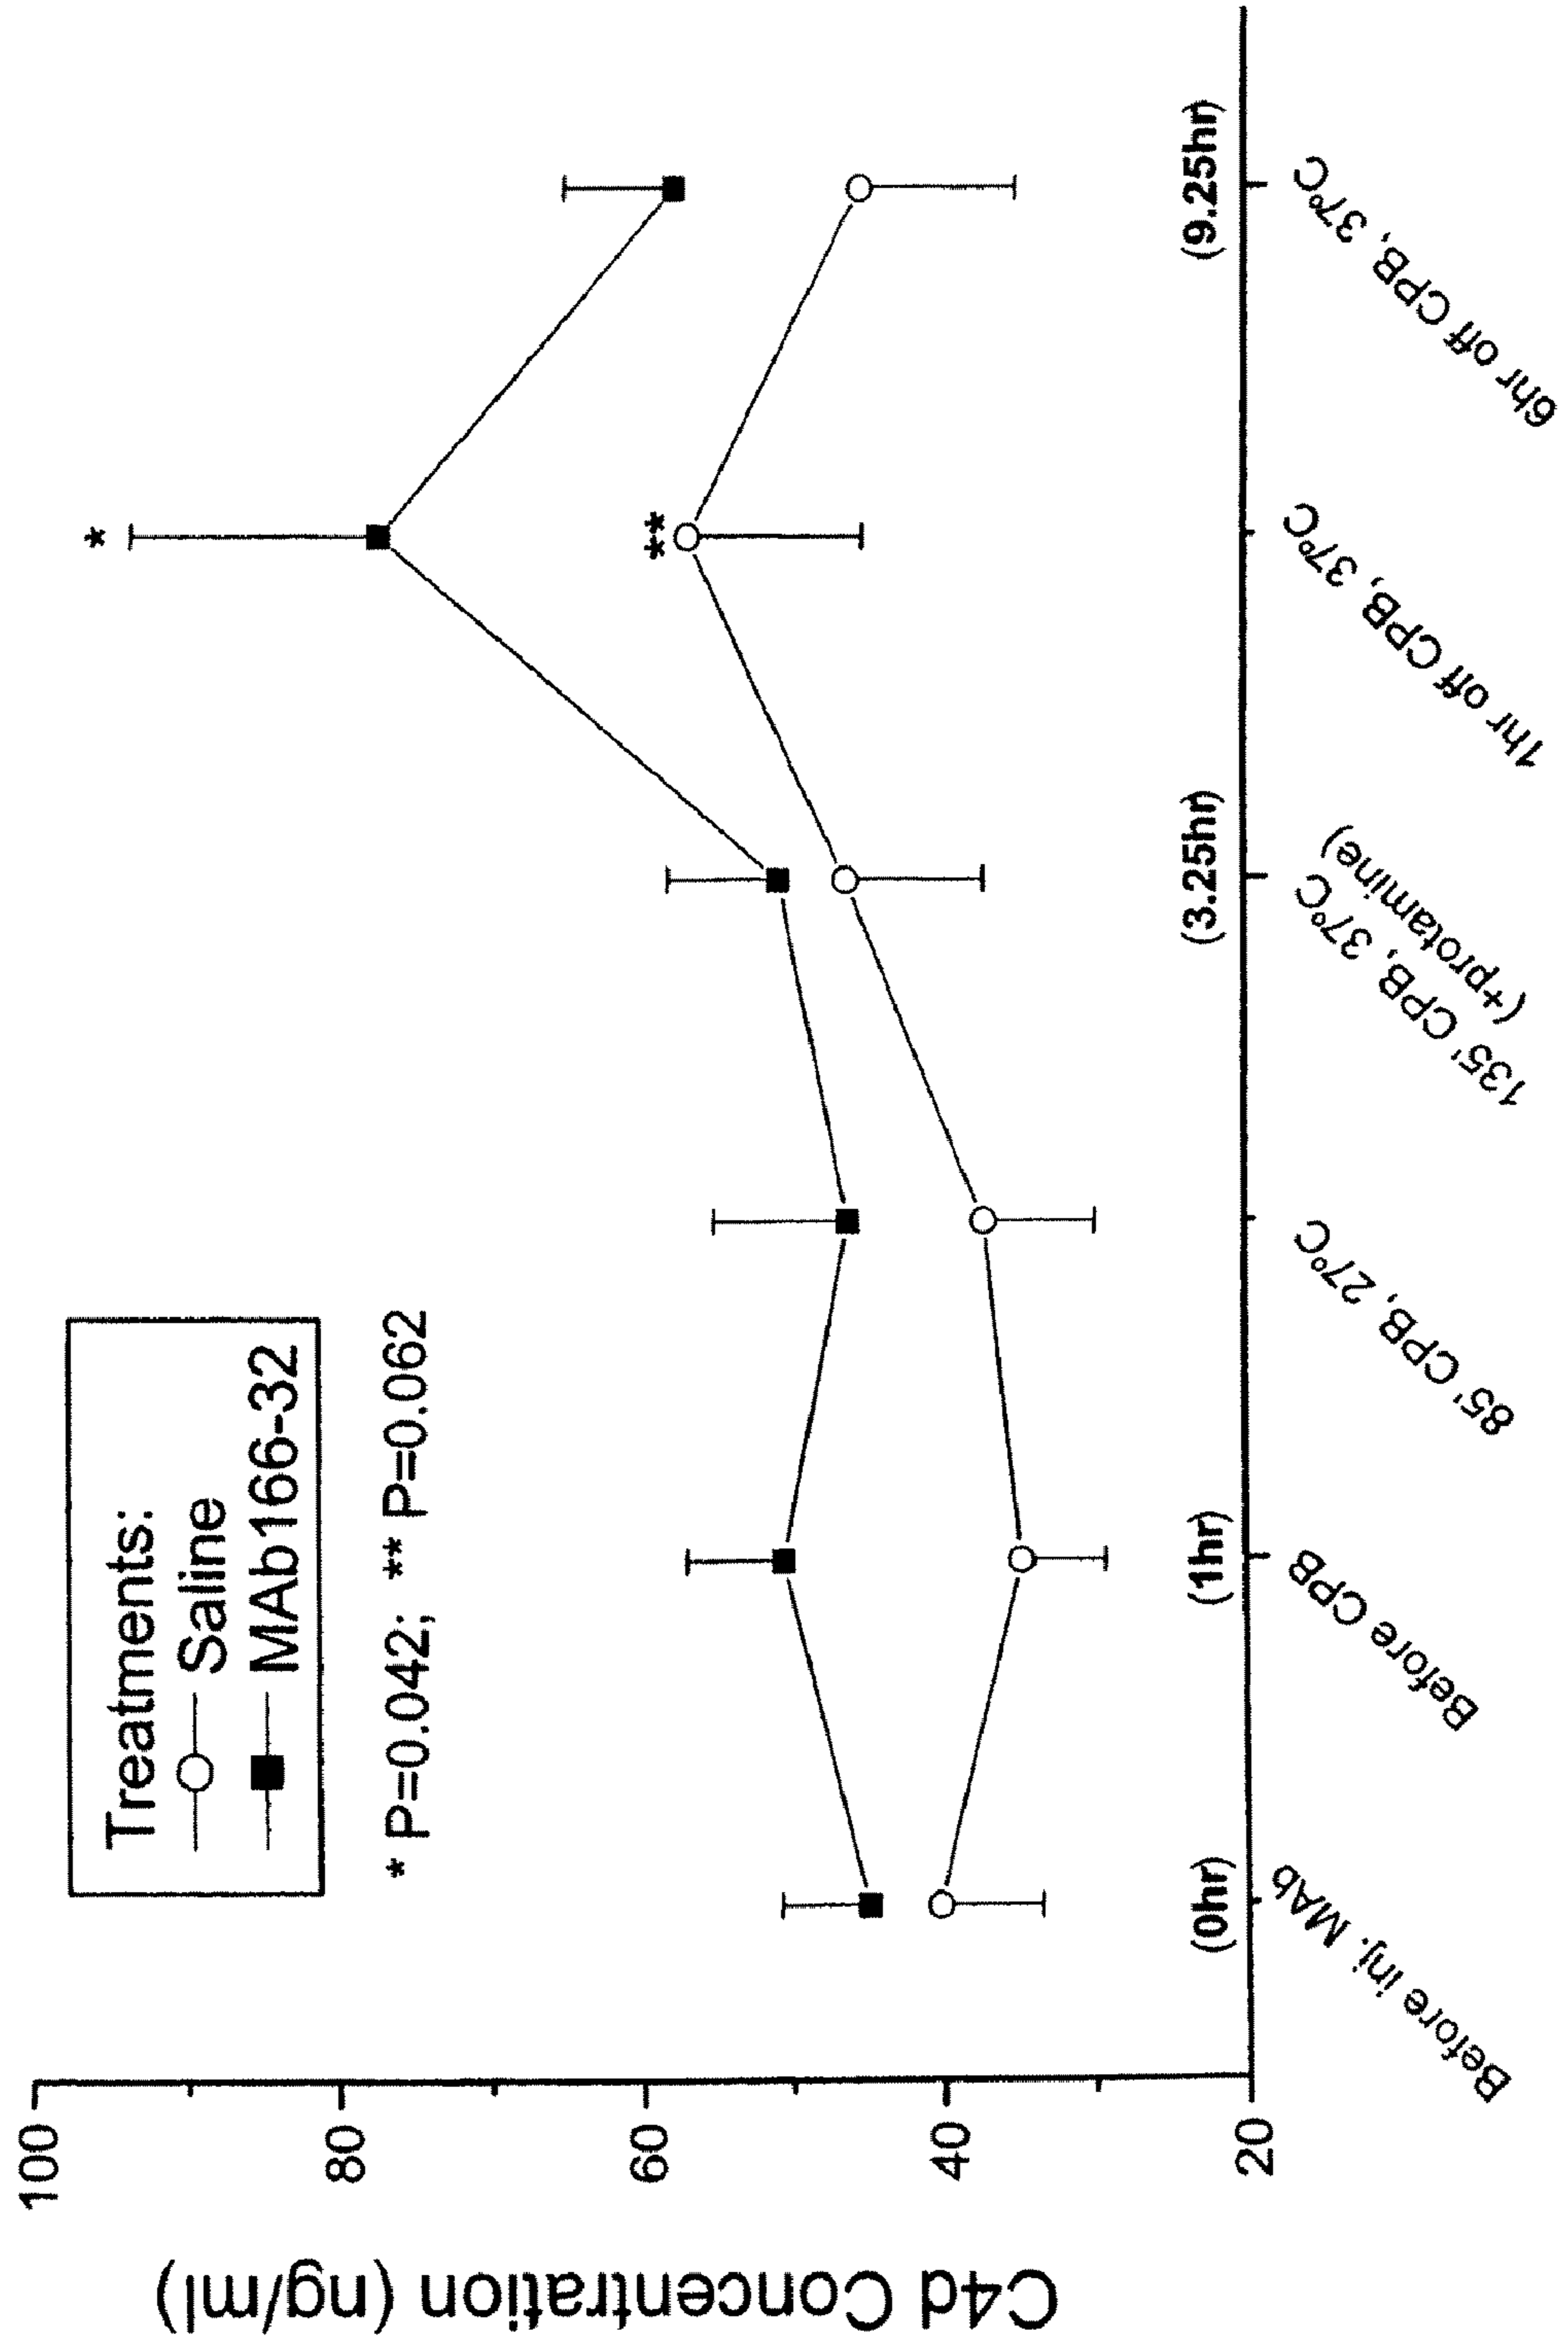 Treatments:
Saline
MAb166-32
* P=0.042; ** P=0.062
*
**
C4d Concentration (ng/ml)
100
80
60
40
20
(0hr)
(1hr)
(3.25hr)
(9.25hr)
Before inj. MAb
Before CPB
85' CPB, 27°C
135' CPB, 37°C
(+protamine)
1hr off CPB, 37°C
6hr off CPB, 37°C